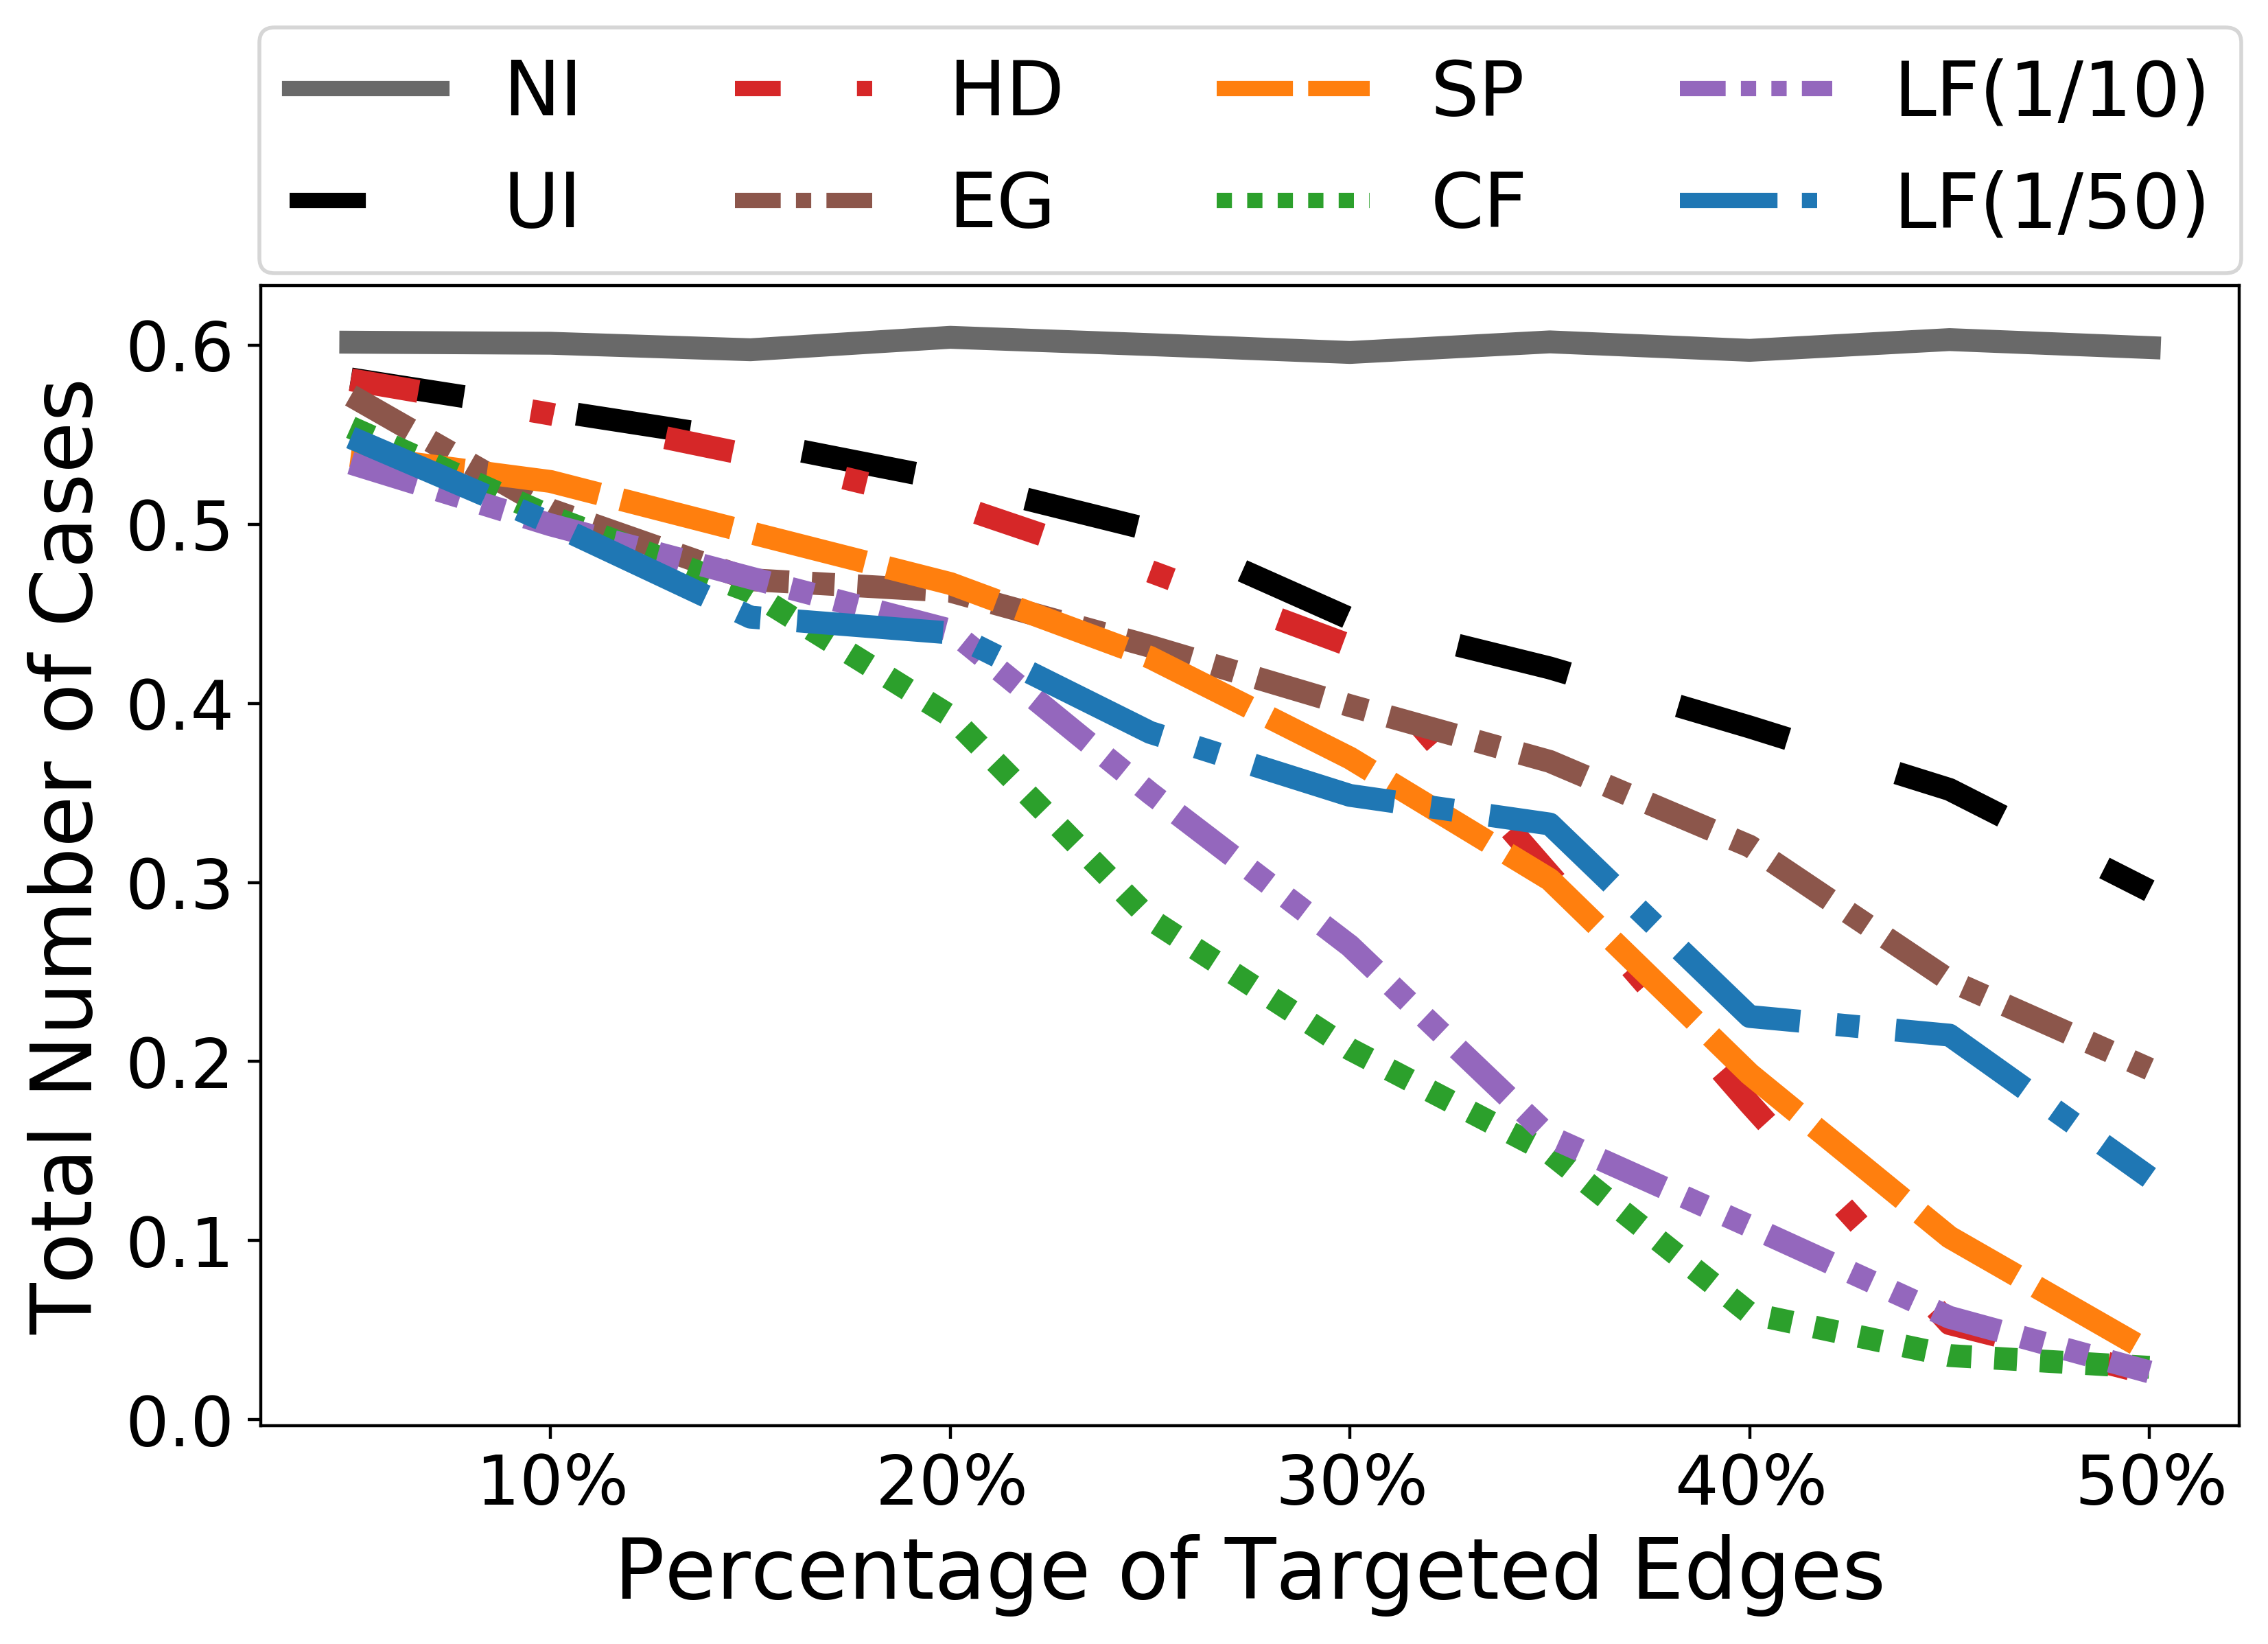 NI HD SP LF(1/10)
UI EG CF LF(1/50)
Total Number of Cases
0.6
0.5
0.4
0.3
0.2
0.1
0.0
10% 20% 30% 40% 50%
Percentage of Targeted Edges